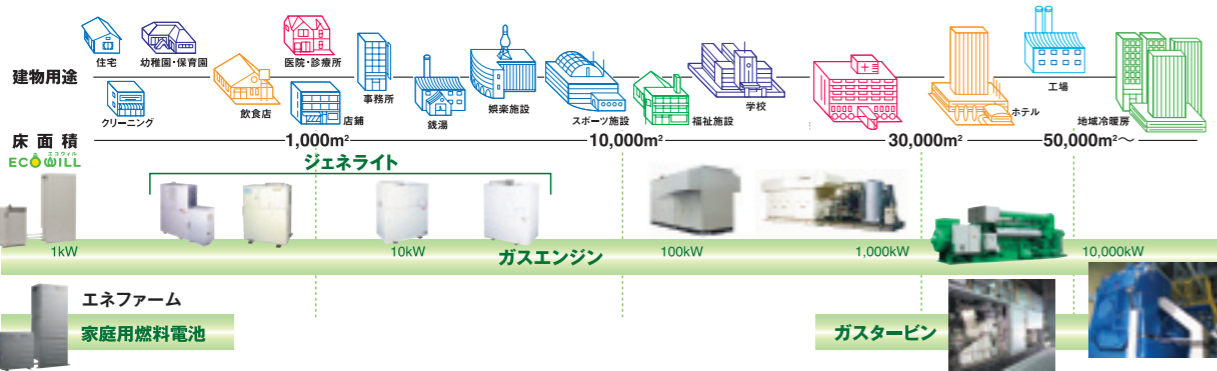 住宅
幼稚園・保育園
医院・診療所
建物用途
クリーニング
飲食店
店舗
事務所
銭湯
娯楽施設
スポーツ施設
福祉施設
学校
ホテル
工場
地域冷暖房
床面積
1,000m²
10,000m²
30,000m²
50,000m²～
エコウィル
ECOWILL
ジェネライト
1kW
10kW
ガスエンジン
100kW
1,000kW
10,000kW
エネファーム
家庭用燃料電池
ガスタービン